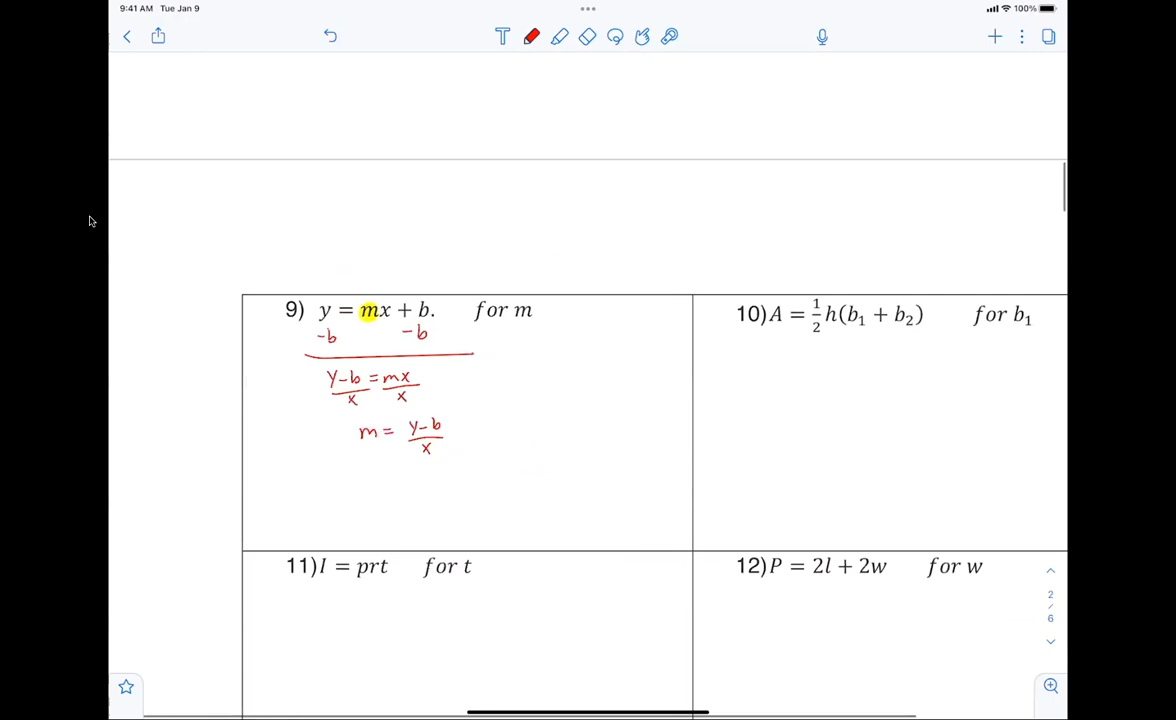 9:41 AM Tue Jan 9
100%
T
9) y = mx + b. for m
-b -b
y-b = mx
x x
m = y-b
x
10) A = 1/2 h(b₁ + b₂) for b₁
11) I = prt for t
12) P = 2l + 2w for w
2
/
6